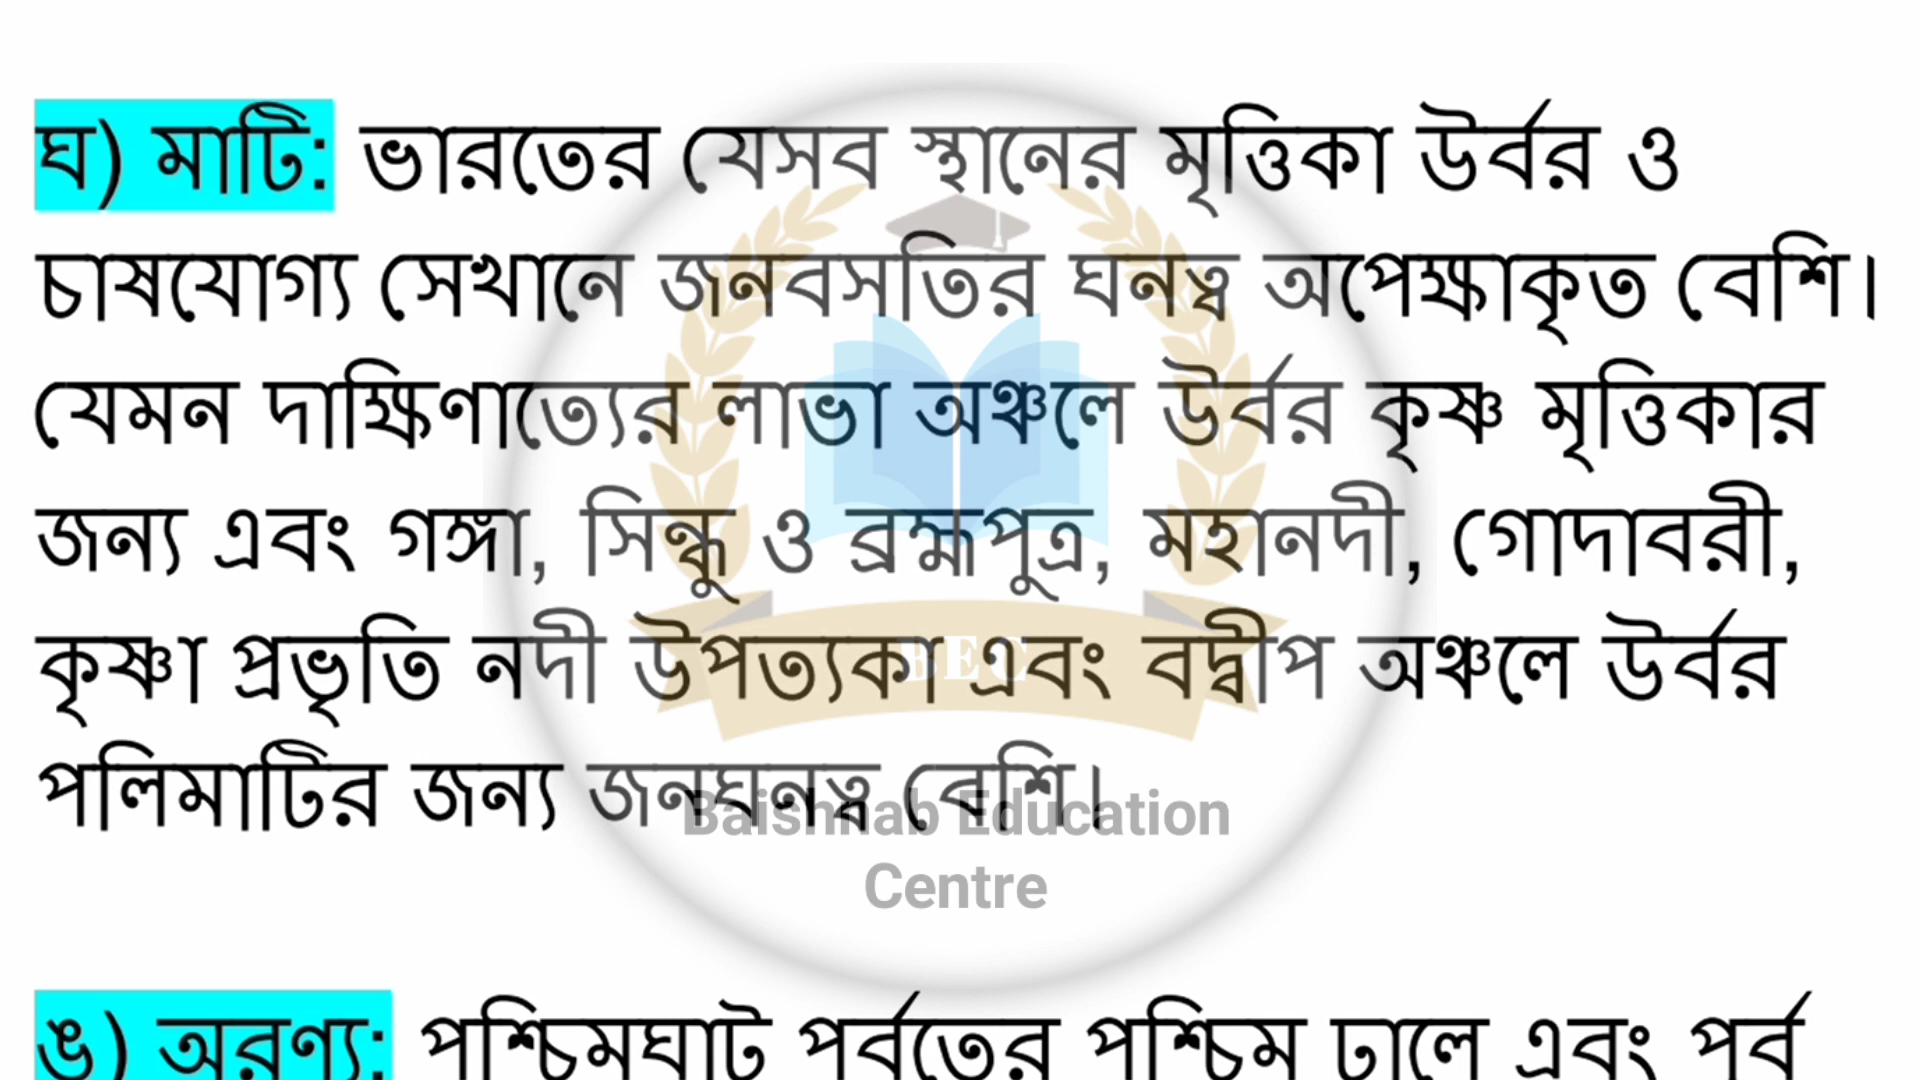 ঘ) মাটি: ভারতের যেসব স্থানের মৃত্তিকা উর্বর ও
চাষযোগ্য সেখানে জনবসতির ঘনত্ব অপেক্ষাকৃত বেশি।
যেমন দাক্ষিণাত্যের লাভা অঞ্চলে উর্বর কৃষ্ণ মৃত্তিকার
জন্য এবং গঙ্গা, সিন্ধু ও ব্রহ্মপুত্র, মহানদী, গোদাবরী,
কৃষ্ণা প্রভৃতি নদী উপত্যকা এবং বদ্বীপ অঞ্চলে উর্বর
BEC
পলিমাটির জন্য জনঘনত্ব বেশি।
Baishnab Education
Centre
ঙ) অরণ্য: পশ্চিমঘাট পর্বতের পশ্চিম ঢালে এবং পূর্ব